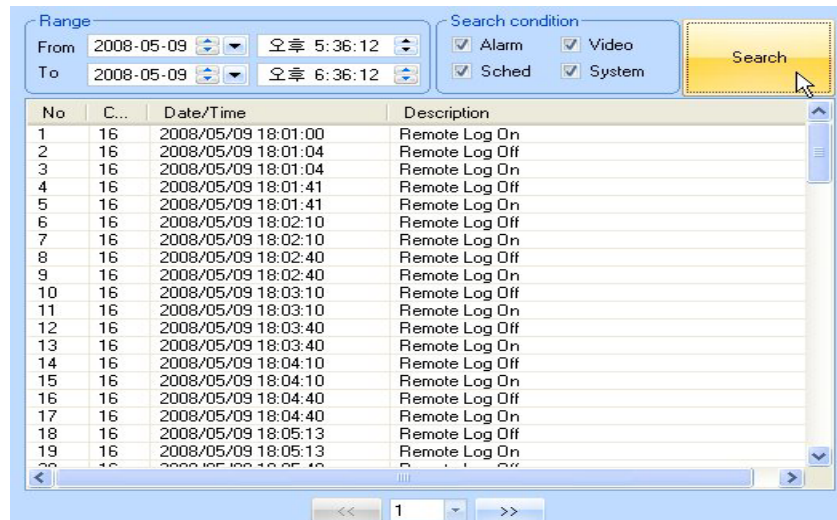 Range
From 2008-05-09 오후 5:36:12
To 2008-05-09 오후 6:36:12
Search condition
Alarm Video
Sched System
Search
No C... Date/Time Description
1 16 2008/05/09 18:01:00 Remote Log On
2 16 2008/05/09 18:01:04 Remote Log Off
3 16 2008/05/09 18:01:04 Remote Log On
4 16 2008/05/09 18:01:41 Remote Log Off
5 16 2008/05/09 18:01:41 Remote Log On
6 16 2008/05/09 18:02:10 Remote Log Off
7 16 2008/05/09 18:02:10 Remote Log On
8 16 2008/05/09 18:02:40 Remote Log Off
9 16 2008/05/09 18:02:40 Remote Log On
10 16 2008/05/09 18:03:10 Remote Log Off
11 16 2008/05/09 18:03:10 Remote Log On
12 16 2008/05/09 18:03:40 Remote Log Off
13 16 2008/05/09 18:03:40 Remote Log On
14 16 2008/05/09 18:04:10 Remote Log Off
15 16 2008/05/09 18:04:10 Remote Log On
16 16 2008/05/09 18:04:40 Remote Log Off
17 16 2008/05/09 18:04:40 Remote Log On
18 16 2008/05/09 18:05:13 Remote Log Off
19 16 2008/05/09 18:05:13 Remote Log On
<< 1 >>